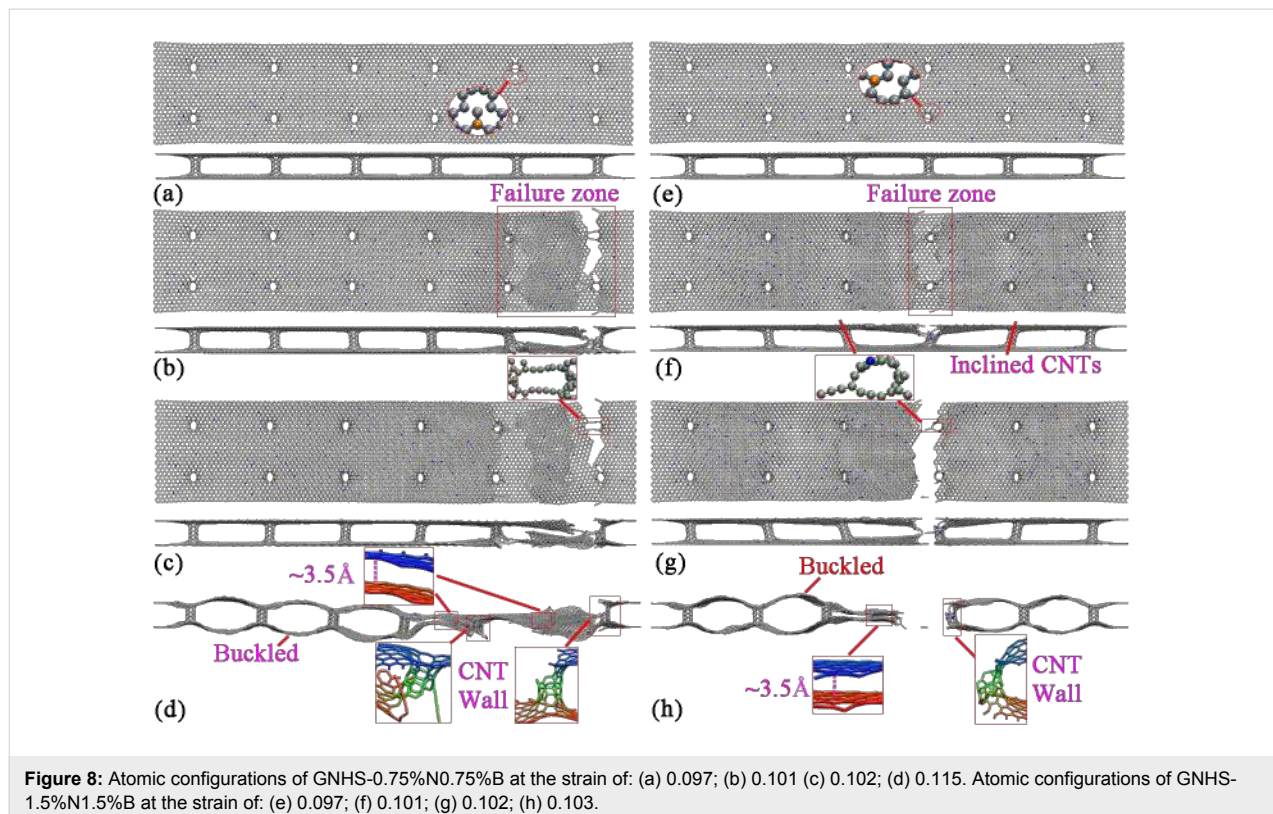 (a)
Failure zone
(e)
Failure zone
(b)
(f)
Inclined CNTs
(c)
(g)
~3.5Å
Buckled
Buckled
CNT
Wall
~3.5Å
CNT
Wall
(d)
(h)
Figure 8: Atomic configurations of GNHS-0.75%N0.75%B at the strain of: (a) 0.097; (b) 0.101 (c) 0.102; (d) 0.115. Atomic configurations of GNHS-
1.5%N1.5%B at the strain of: (e) 0.097; (f) 0.101; (g) 0.102; (h) 0.103.